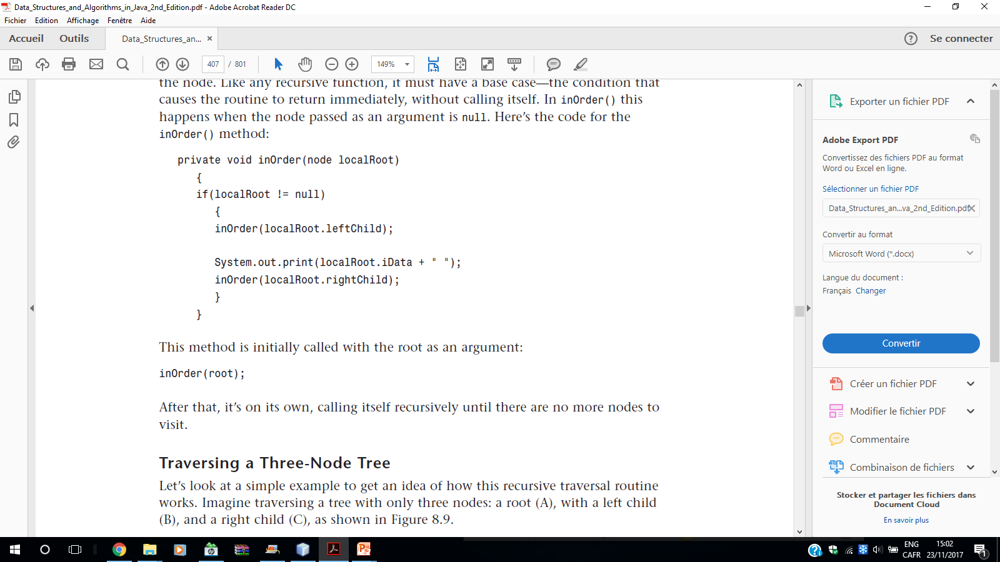 Data_Structures_and_Algorithms_in_Java_2nd_Edition.pdf - Adobe Acrobat Reader DC
Fichier Edition Affichage Fenêtre Aide
Accueil Outils Data_Structures_an... × ? Se connecter
407 / 801 149%
the node. Like any recursive function, it must have a base case—the condition that
causes the routine to return immediately, without calling itself. In inOrder() this
happens when the node passed as an argument is null. Here's the code for the
inOrder() method:
private void inOrder(node localRoot)
{
if(localRoot != null)
{
inOrder(localRoot.leftChild);
System.out.print(localRoot.iData + " ");
inOrder(localRoot.rightChild);
}
}
This method is initially called with the root as an argument:
inOrder(root);
After that, it's on its own, calling itself recursively until there are no more nodes to
visit.
Traversing a Three-Node Tree
Let's look at a simple example to get an idea of how this recursive traversal routine
works. Imagine traversing a tree with only three nodes: a root (A), with a left child
(B), and a right child (C), as shown in Figure 8.9.
Exporter un fichier PDF
Adobe Export PDF
Convertissez des fichiers PDF au format
Word ou Excel en ligne.
Sélectionner un fichier PDF
Data_Structures_an...va_2nd_Edition.pdf
Convertir au format
Microsoft Word (*.docx)
Langue du document :
Français Changer
Convertir
Créer un fichier PDF
Modifier le fichier PDF
Commentaire
Combinaison de fichiers
Stocker et partager les fichiers dans
Document Cloud
En savoir plus
ENG 15:02
CAFR 23/11/2017 1